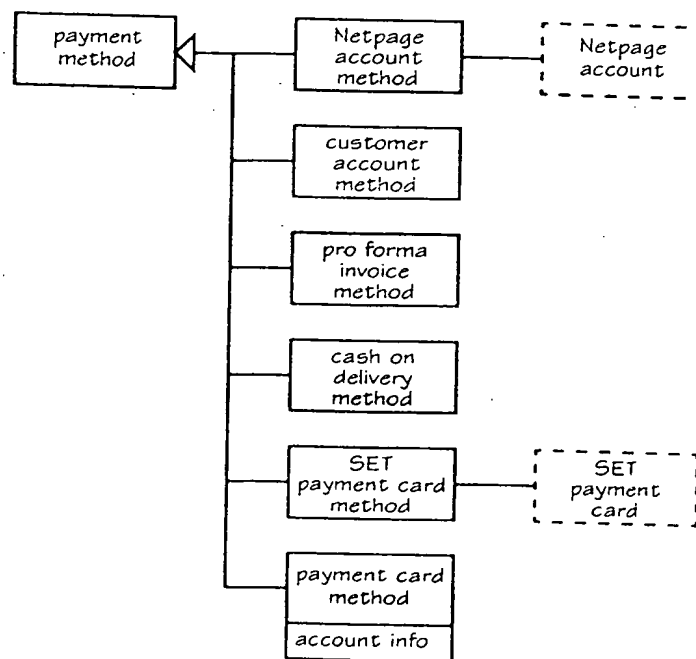 payment
method
Netpage
account
method
Netpage
account
customer
account
method
pro forma
invoice
method
cash on
delivery
method
SET
payment card
method
SET
payment
card
payment card
method
account info